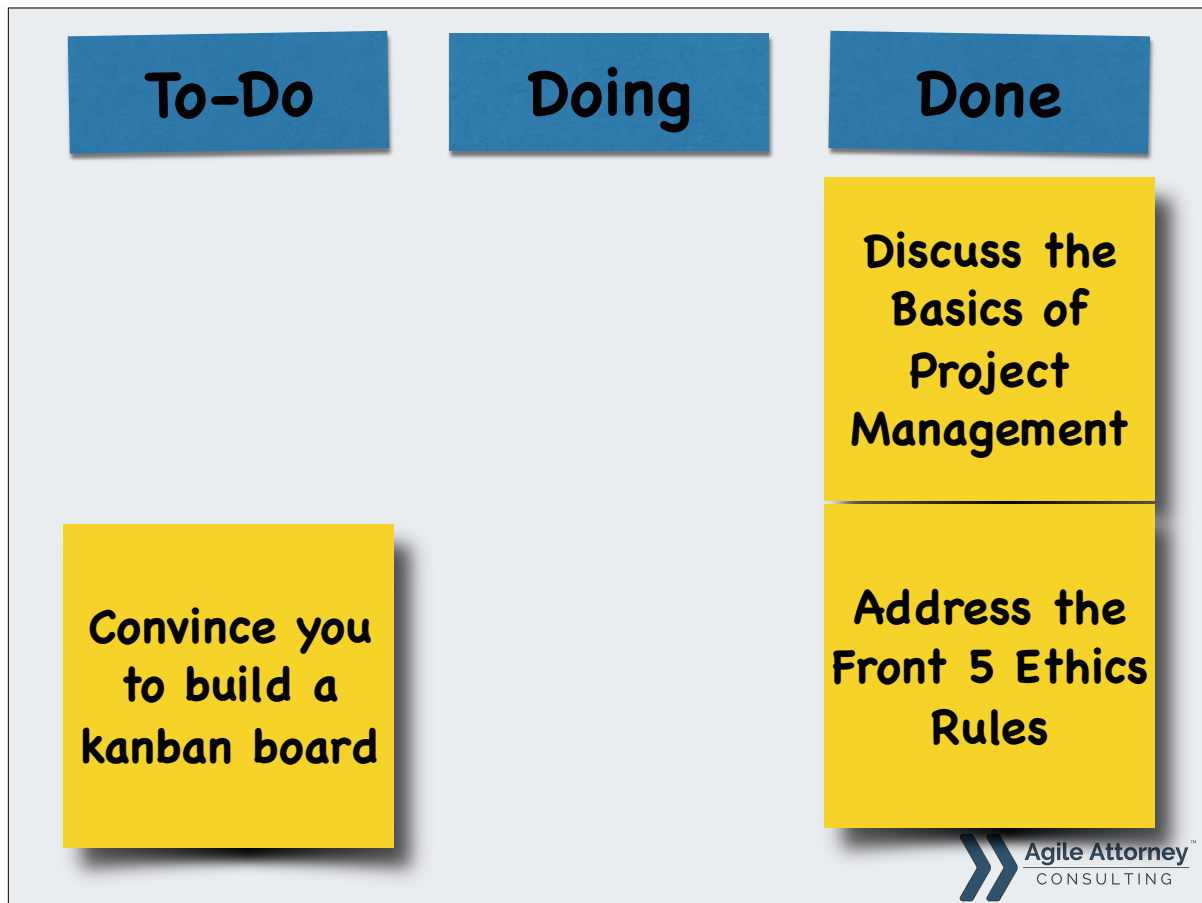 To-Do
Doing
Done
Discuss the
Basics of
Project
Management
Convince you
to build a
kanban board
Address the
Front 5 Ethics
Rules
Agile Attorney™
CONSULTING